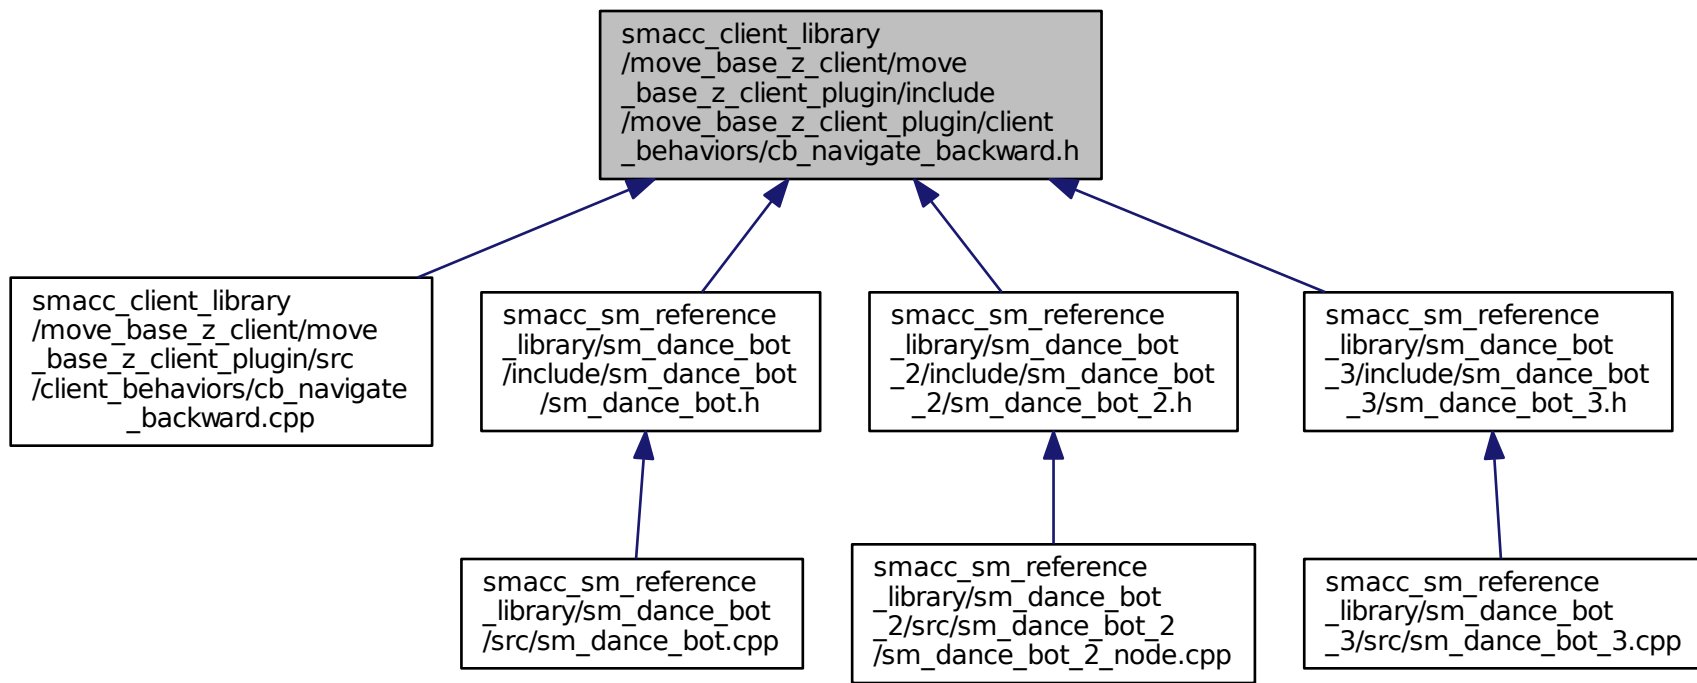 smacc_client_library
/move_base_z_client/move
_base_z_client_plugin/include
/move_base_z_client_plugin/client
_behaviors/cb_navigate_backward.h
smacc_client_library
/move_base_z_client/move
_base_z_client_plugin/src
/client_behaviors/cb_navigate
_backward.cpp
smacc_sm_reference
_library/sm_dance_bot
/include/sm_dance_bot
/sm_dance_bot.h
smacc_sm_reference
_library/sm_dance_bot
_2/include/sm_dance_bot
_2/sm_dance_bot_2.h
smacc_sm_reference
_library/sm_dance_bot
_3/include/sm_dance_bot
_3/sm_dance_bot_3.h
smacc_sm_reference
_library/sm_dance_bot
/src/sm_dance_bot.cpp
smacc_sm_reference
_library/sm_dance_bot
_2/src/sm_dance_bot_2
/sm_dance_bot_2_node.cpp
smacc_sm_reference
_library/sm_dance_bot
_3/src/sm_dance_bot_3.cpp